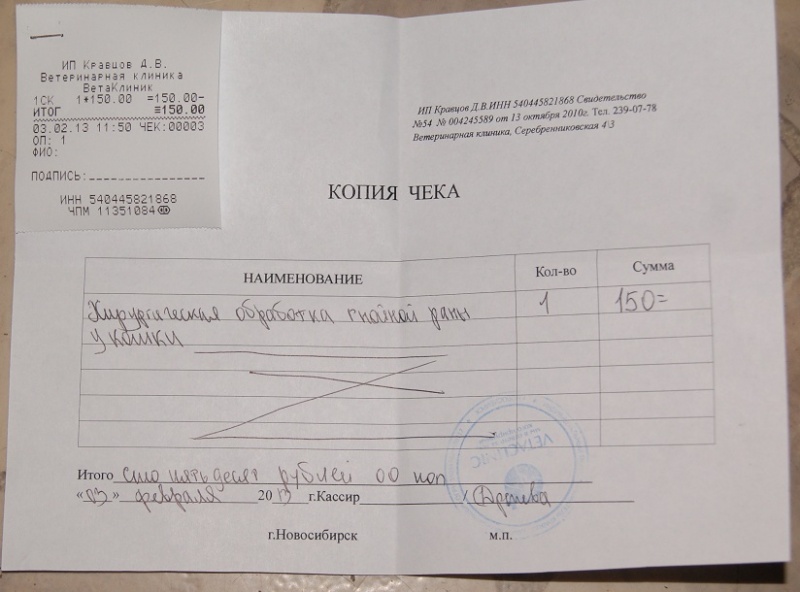 ИП Кравцов Д.В.
Ветеринарная клиника
ВетаКлиник
1СК 1*150.00 =150.00-
ИТОГ ≡150.00
03.02.13 11:50 ЧЕК:00003
ОП: 1
ФИО:
ПОДПИСЬ:
ИНН 540445821868
ЧПМ 11351084
ИП Кравцов Д.В.ИНН 540445821868 Свидетельство
№54 № 004245589 от 13 октября 2010г. Тел. 239-07-78
Ветеринарная клиника, Серебренниковская 4\3
КОПИЯ ЧЕКА
НАИМЕНОВАНИЕ Кол-во Сумма
Хирургическая обработка гнойной раны 1 150=
у кошки
Итого сто пятьдесят рублей 00 коп
"03" февраля 2013 г.Кассир /
VETACLINIC
г.Новосибирск м.п.